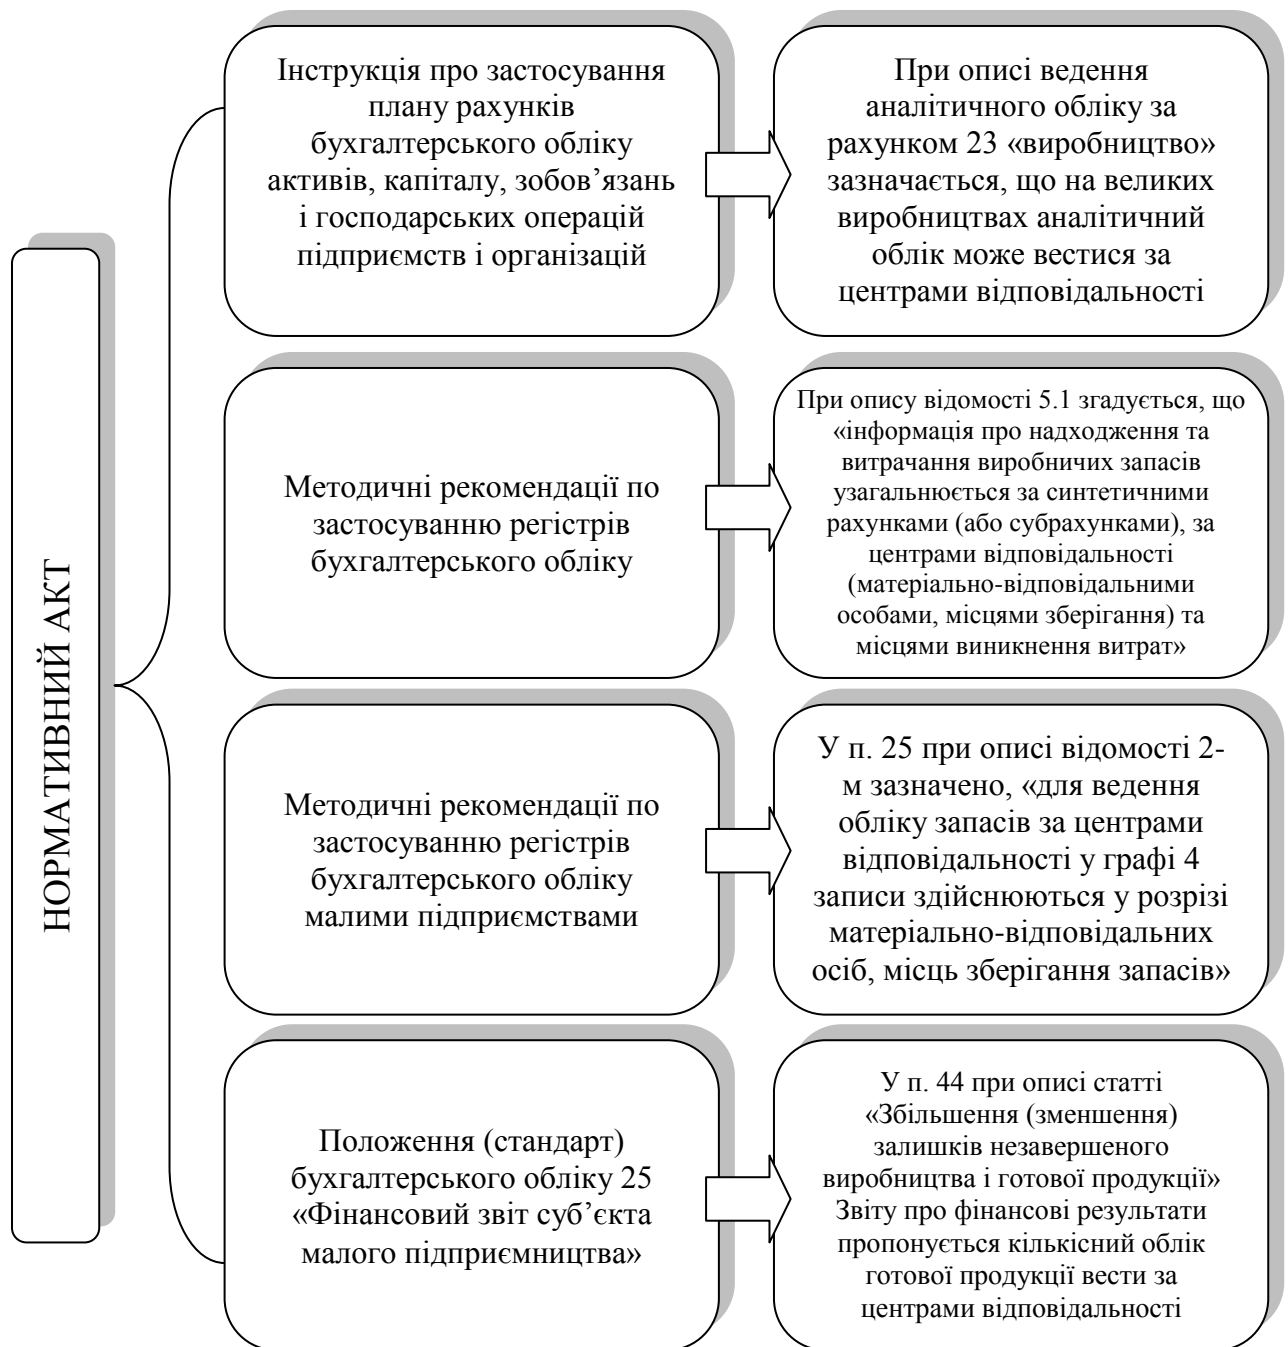 НОРМАТИВНИЙ АКТ
Інструкція про застосування
плану рахунків
бухгалтерського обліку
активів, капіталу, зобов’язань
і господарських операцій
підприємств і організацій
При описі ведення
аналітичного обліку за
рахунком 23 «виробництво»
зазначається, що на великих
виробництвах аналітичний
облік може вестися за
центрами відповідальності
Методичні рекомендації по
застосуванню регістрів
бухгалтерського обліку
При опису відомості 5.1 згадується, що
«інформація про надходження та
витрачання виробничих запасів
узагальнюється за синтетичними
рахунками (або субрахунками), за
центрами відповідальності
(матеріально-відповідальними
особами, місцями зберігання) та
місцями виникнення витрат»
Методичні рекомендації по
застосуванню регістрів
бухгалтерського обліку
малими підприємствами
У п. 25 при описі відомості 2-
м зазначено, «для ведення
обліку запасів за центрами
відповідальності у графі 4
записи здійснюються у розрізі
матеріально-відповідальних
осіб, місць зберігання запасів»
Положення (стандарт)
бухгалтерського обліку 25
«Фінансовий звіт суб’єкта
малого підприємництва»
У п. 44 при описі статті
«Збільшення (зменшення)
залишків незавершеного
виробництва і готової продукції»
Звіту про фінансові результати
пропонується кількісний облік
готової продукції вести за
центрами відповідальності